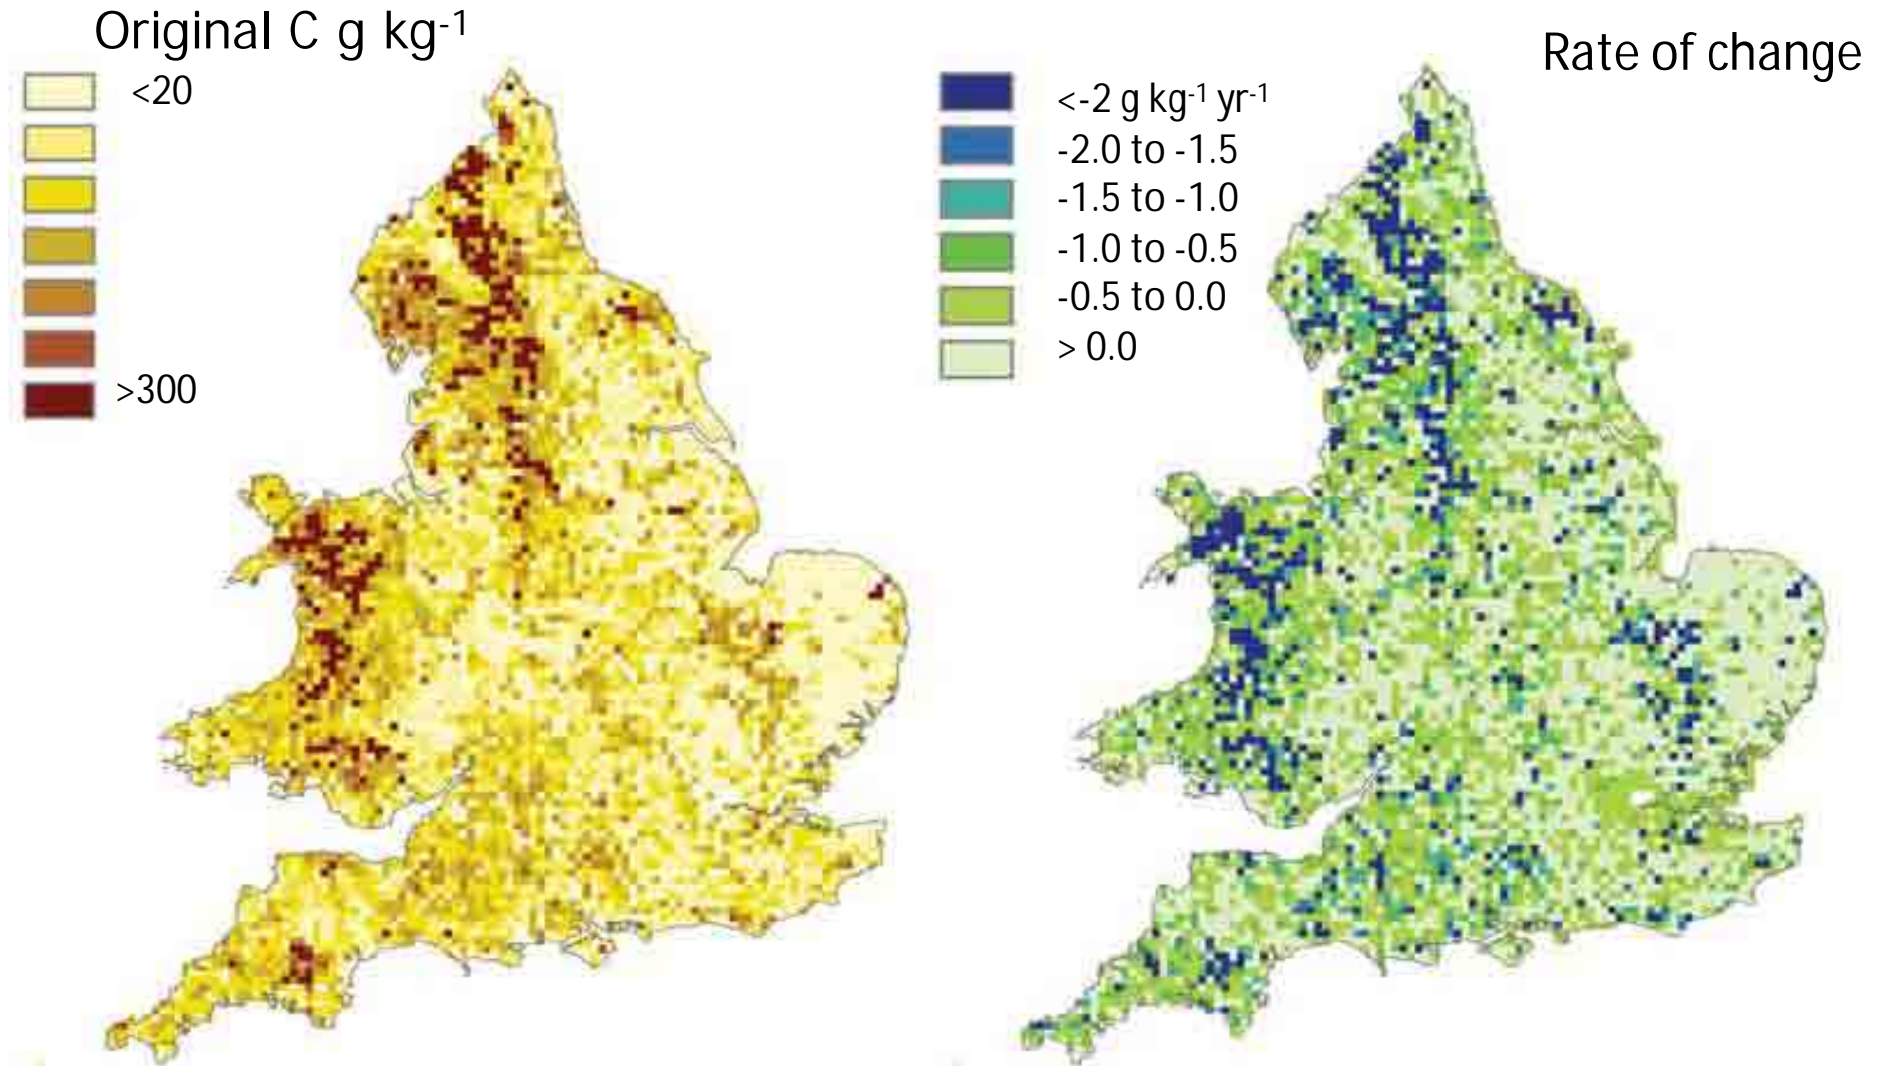 Original C g kg-1
<20
>300
Rate of change
<-2 g kg-1 yr-1
-2.0 to -1.5
-1.5 to -1.0
-1.0 to -0.5
-0.5 to 0.0
> 0.0